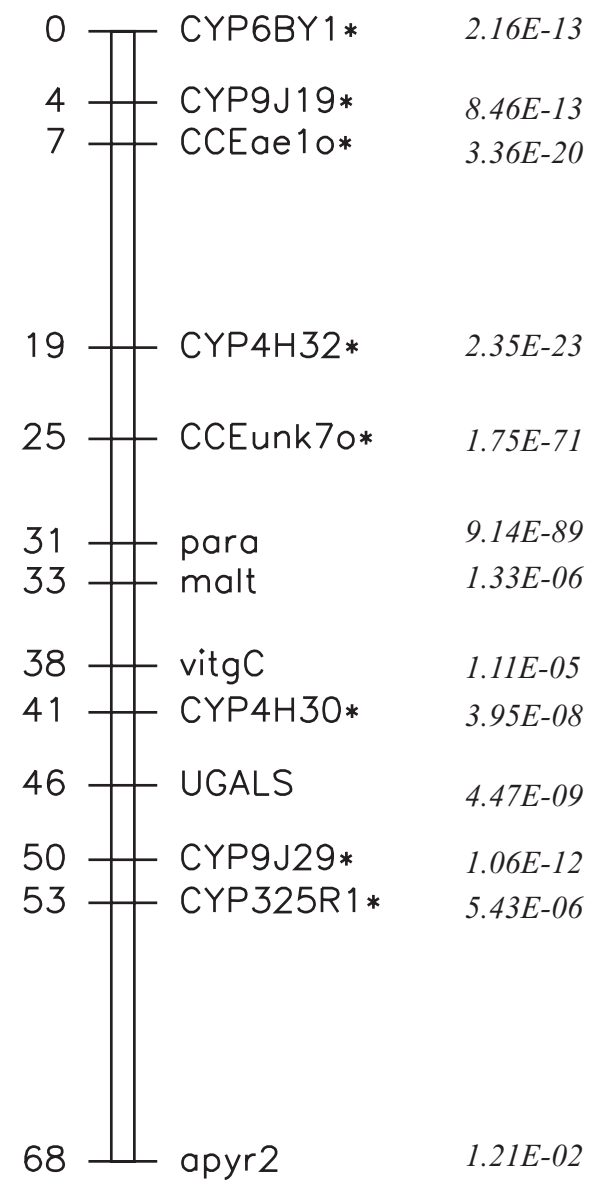 0 CYP6BY1* 2.16E-13
4 CYP9J19* 8.46E-13
7 CCEae1o* 3.36E-20
19 CYP4H32* 2.35E-23
25 CCEunk7o* 1.75E-71
31 para 9.14E-89
33 malt 1.33E-06
38 vitgC 1.11E-05
41 CYP4H30* 3.95E-08
46 UGALS 4.47E-09
50 CYP9J29* 1.06E-12
53 CYP325R1* 5.43E-06
68 apyr2 1.21E-02